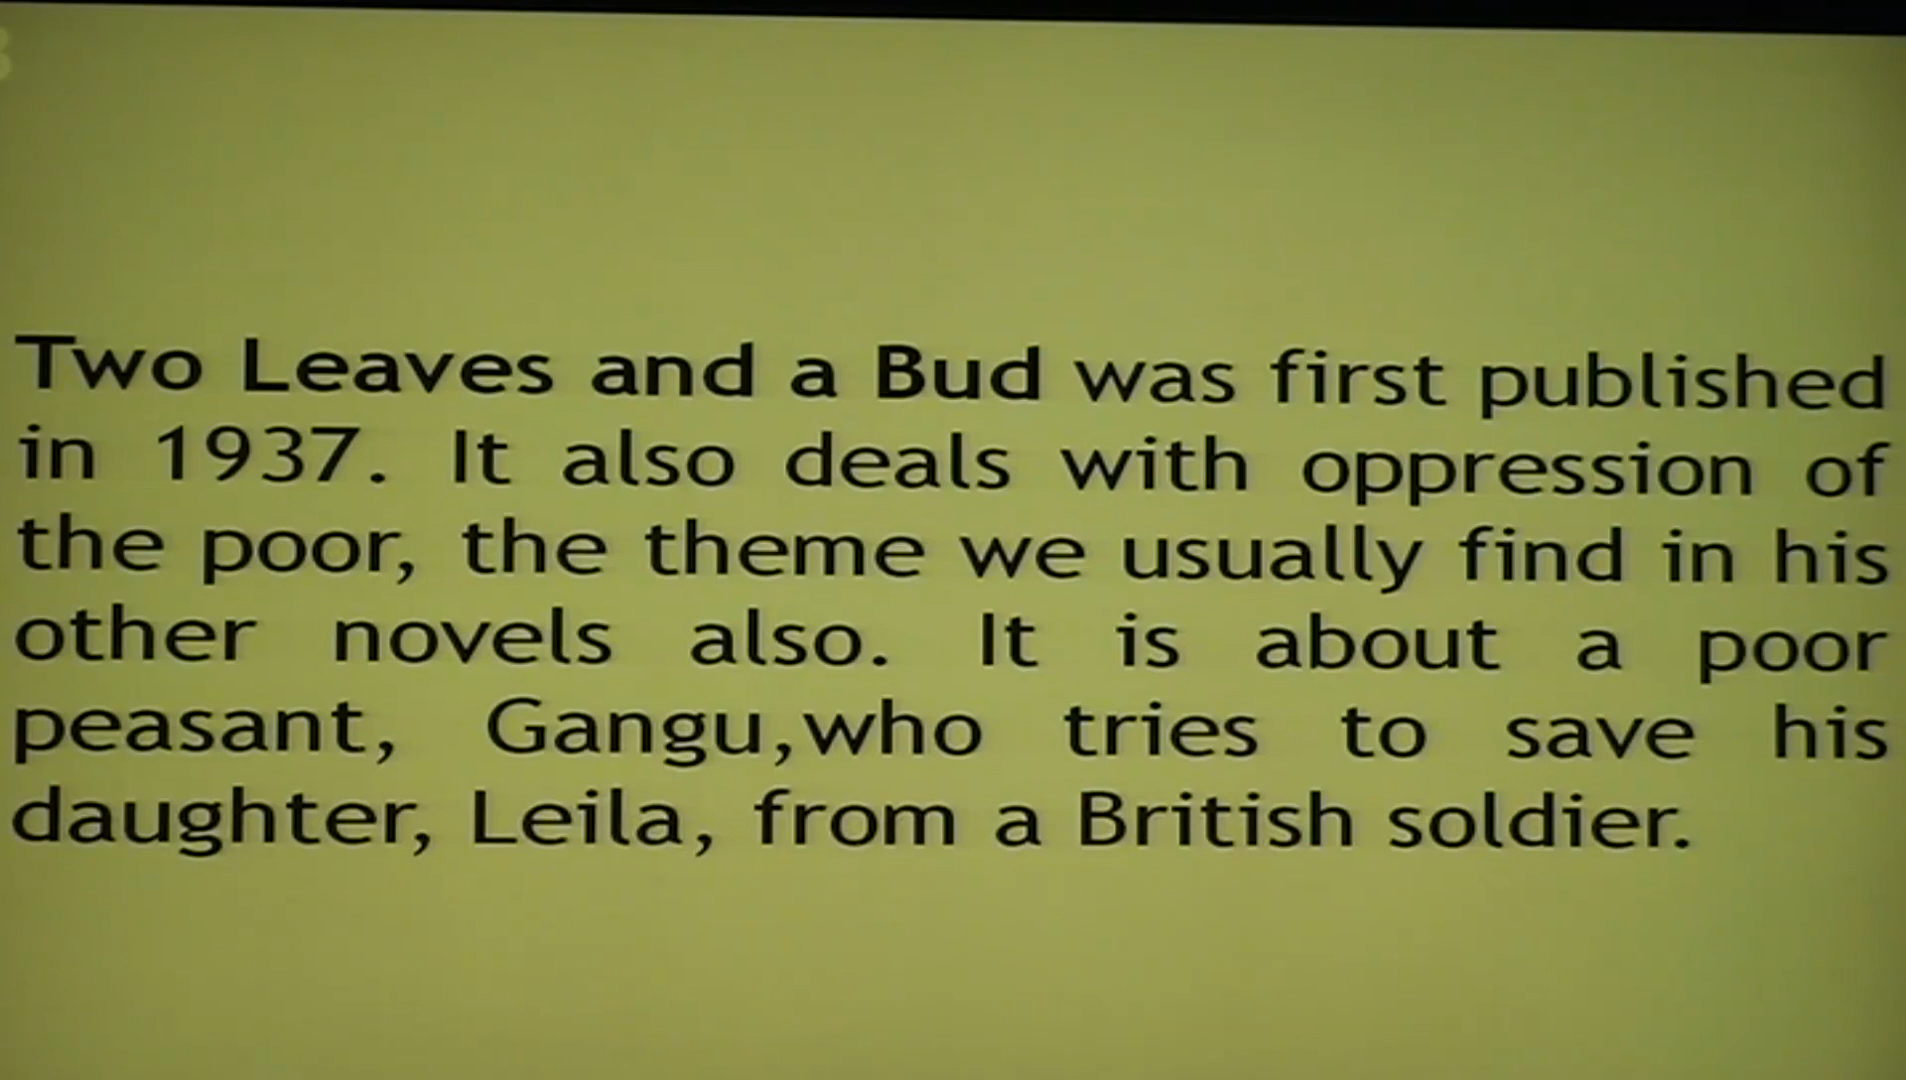 Two Leaves and a Bud was first published
in 1937. It also deals with oppression of
the poor, the theme we usually find in his
other novels also. It is about a poor
peasant, Gangu,who tries to save his
daughter, Leila, from a British soldier.